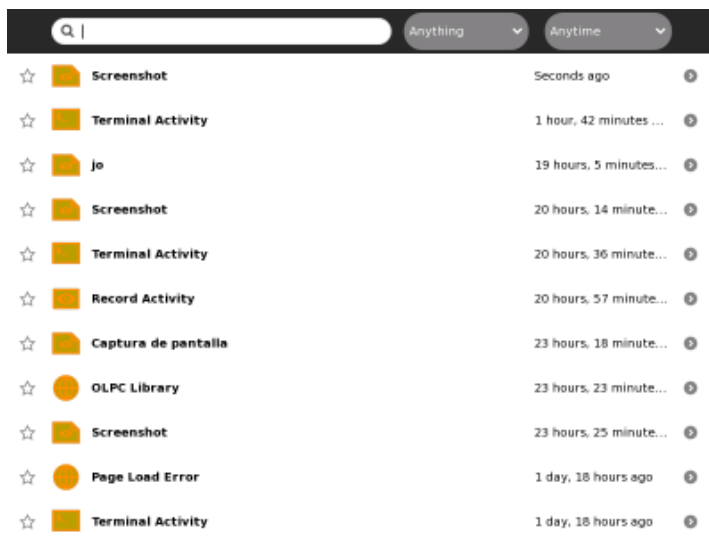 Anything Anytime
Screenshot Seconds ago
Terminal Activity 1 hour, 42 minutes ...
jo 19 hours, 5 minutes...
Screenshot 20 hours, 14 minute...
Terminal Activity 20 hours, 36 minute...
Record Activity 20 hours, 57 minute...
Captura de pantalla 23 hours, 18 minute...
OLPC Library 23 hours, 23 minute...
Screenshot 23 hours, 25 minute...
Page Load Error 1 day, 18 hours ago
Terminal Activity 1 day, 18 hours ago